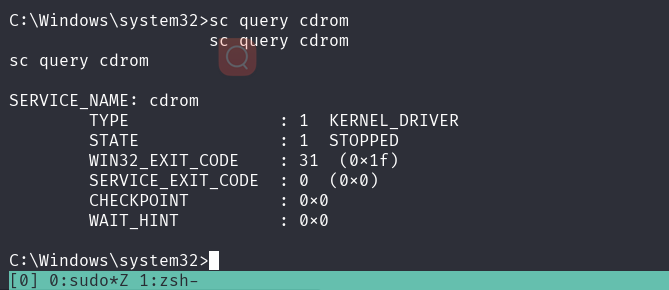 C:\Windows\system32>sc query cdrom
sc query cdrom
sc query cdrom
SERVICE_NAME: cdrom
TYPE : 1 KERNEL_DRIVER
STATE : 1 STOPPED
WIN32_EXIT_CODE : 31 (0×1f)
SERVICE_EXIT_CODE : 0 (0×0)
CHECKPOINT : 0×0
WAIT_HINT : 0×0
C:\Windows\system32>
[0] 0:sudo*Z 1:zsh-